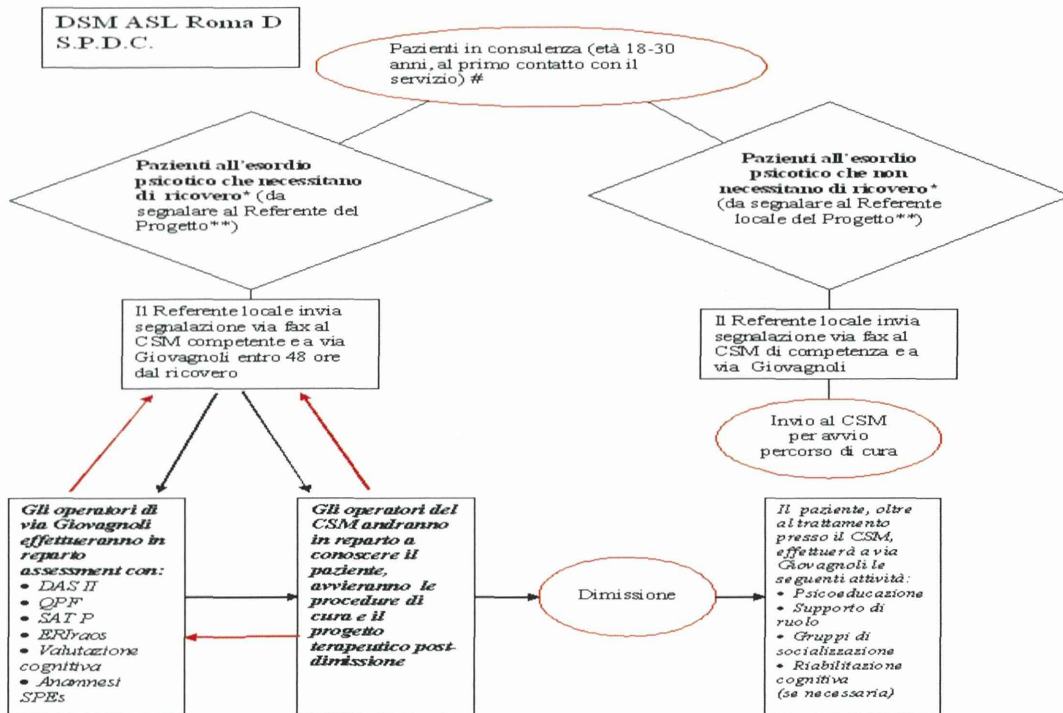 DSM ASL Roma D
S.P.D.C.
Pazienti in consulenza (età 18-30
anni, al primo contatto con il
servizio) #
Pazienti all'esordio
psicotico che necessitano
di ricovero* (da
segnalare al Referente del
Progetto**)
Pazienti all'esordio
psicotico che non
necessitano di ricovero*
(da segnalare al Referente
locale del Progetto**)
Il Referente locale invia
segnalazione via fax al
CSM competente e a via
Giovagnoli entro 48 ore
dal ricovero
Il Referente locale invia
segnalazione via fax al
CSM di competenza e a
via Giovagnoli
Invio al CSM
per avvio
percorso di cura
Gli operatori di
via Giovagnoli
effettueranno in
reparto
assessment con:
• DAS II
• QPF
• SAT P
• ERIraos
• Valutazione
cognitiva
• Anamnesi
SPEs
Gli operatori del
CSM andranno
in reparto a
conoscere il
paziente,
avvieranno le
procedure di
cura e il
progetto
terapeutico post-
dimissione
Dimissione
Il paziente, oltre
al trattamento
presso il CSM,
effettuerà a via
Giovagnoli le
seguenti attività:
• Psicoeducazione
• Supporto di
ruolo
• Gruppi di
socializzazione
• Riabilitazione
cognitiva
(se necessaria)